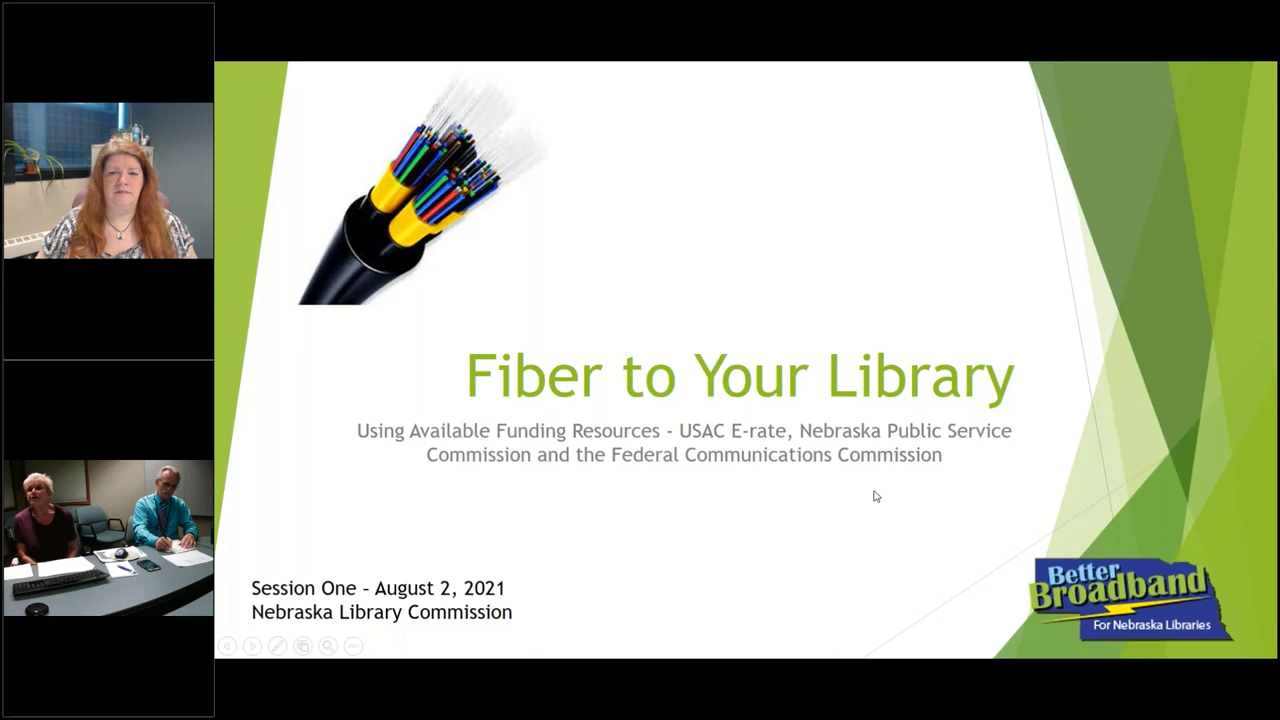 Fiber to Your Library
Using Available Funding Resources - USAC E-rate, Nebraska Public Service
Commission and the Federal Communications Commission
Session One - August 2, 2021
Nebraska Library Commission
Better
Broadband
For Nebraska Libraries